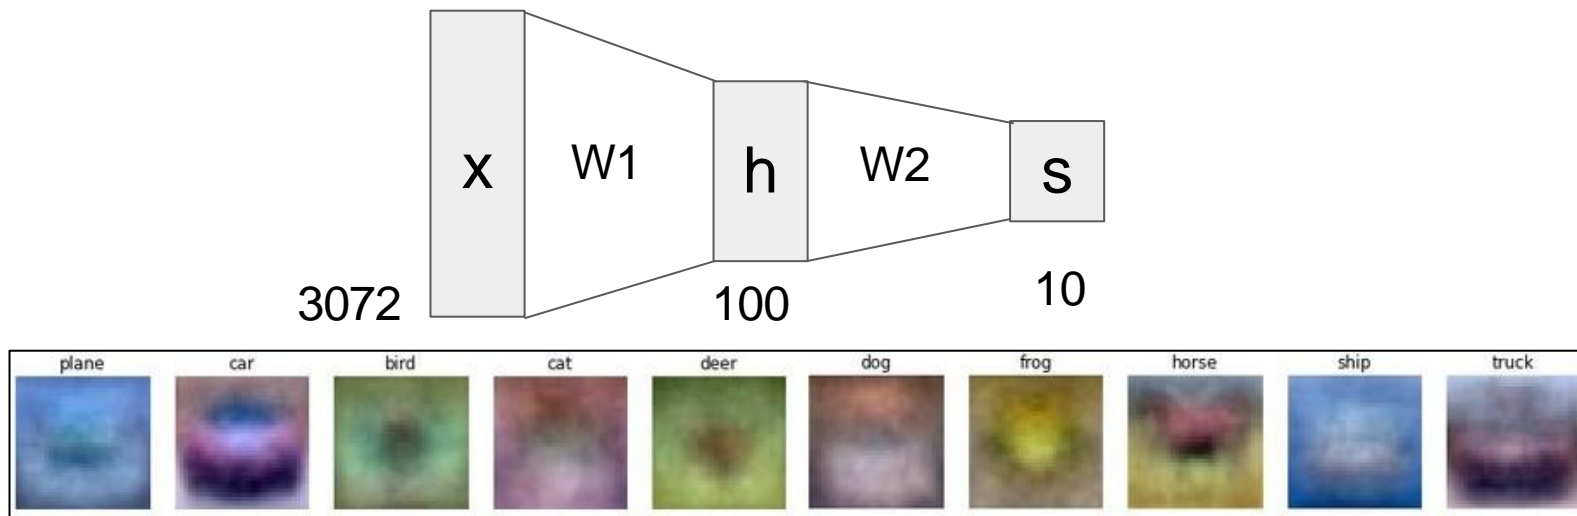 x W1 h W2 s
3072 100 10
plane car bird cat deer dog frog horse ship truck